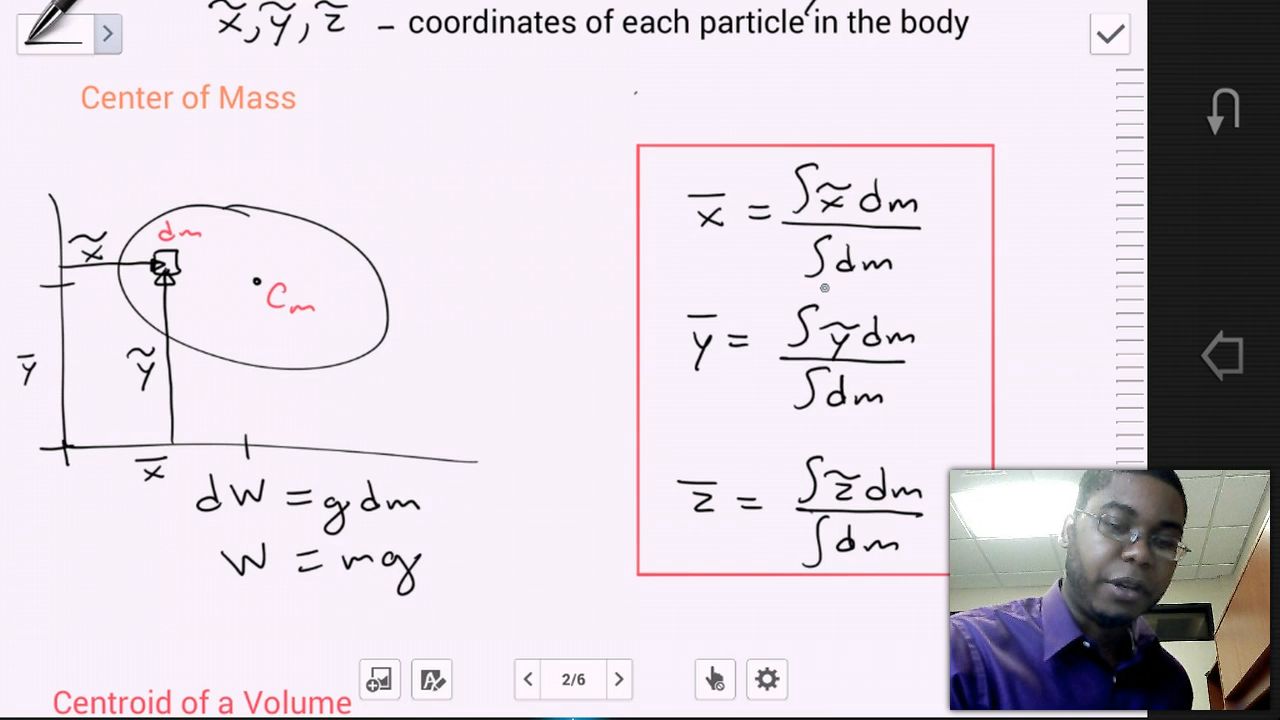 x̃, ỹ, z̃ – coordinates of each particle in the body
Center of Mass
dm
x̃
Cm
ỹ
ȳ
x̄
dW = g dm
W = mg
x̄ = ∫x̃ dm / ∫dm
ȳ = ∫ỹ dm / ∫dm
z̄ = ∫z̃ dm / ∫dm
2/6
Centroid of a Volume